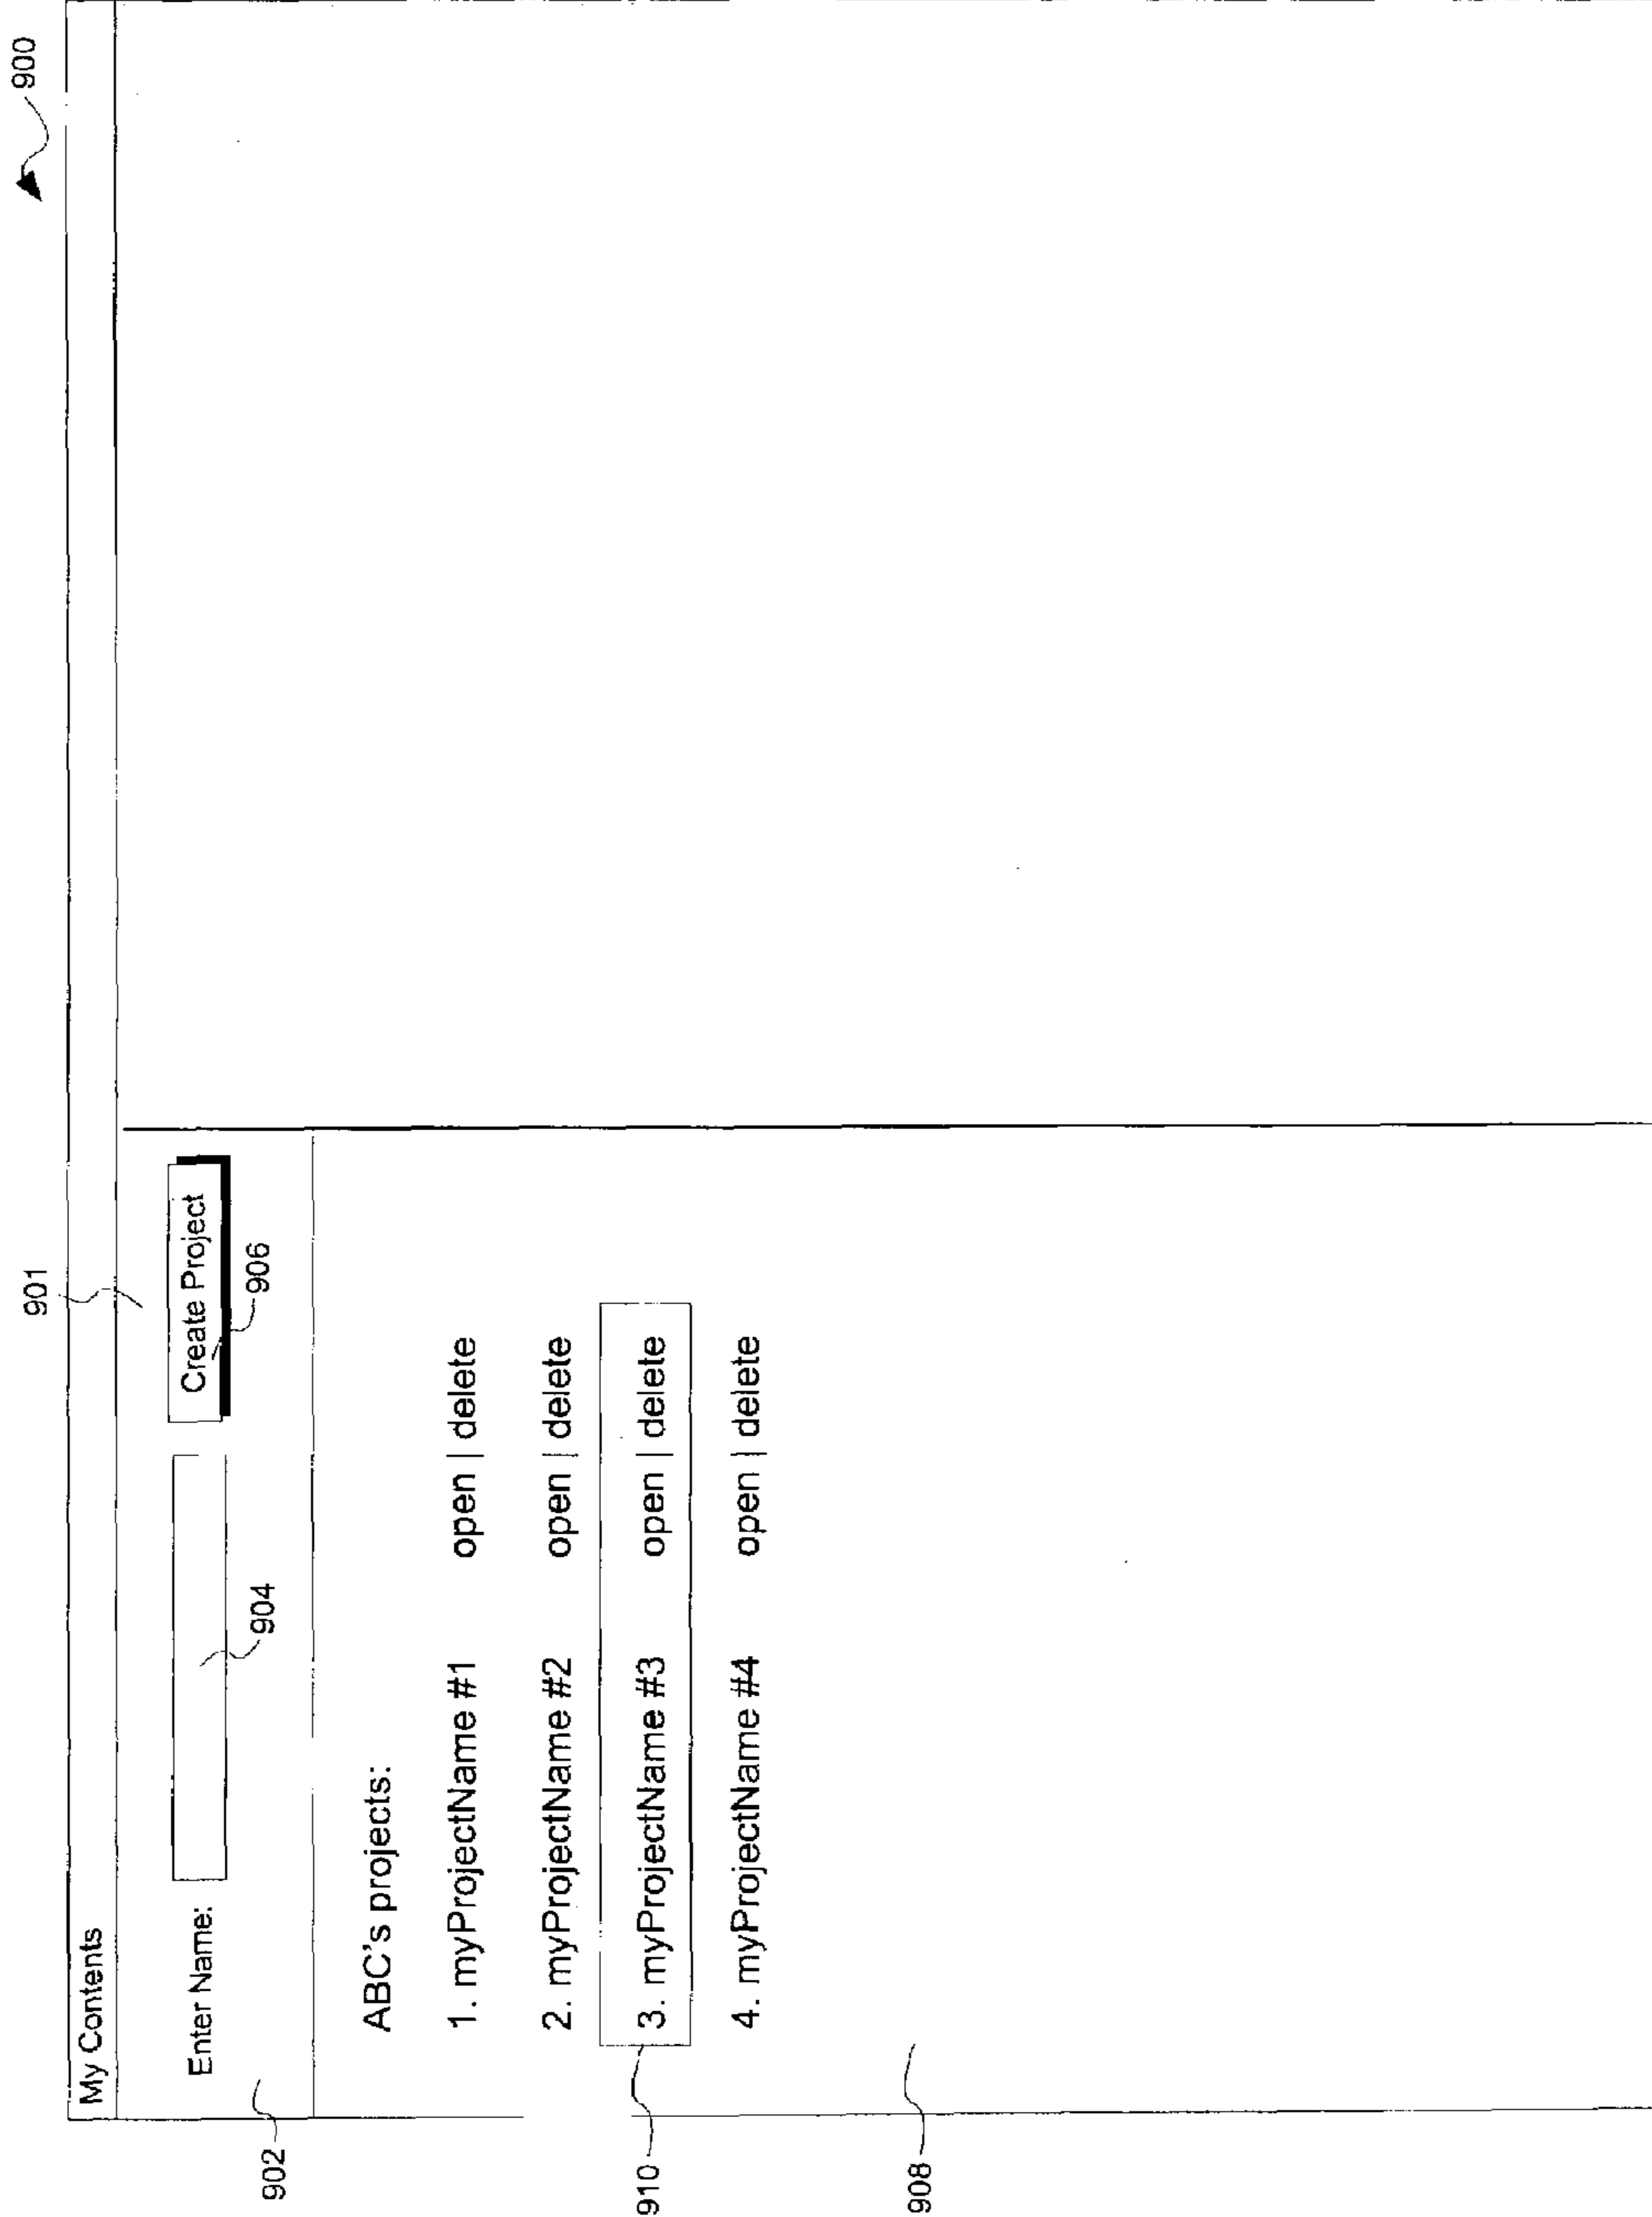 900
901
My Contents
Enter Name:
Create Project
904
906
902
ABC's projects:
1. myProjectName #1 open | delete
2. myProjectName #2 open | delete
3. myProjectName #3 open | delete
910
4. myProjectName #4 open | delete
908